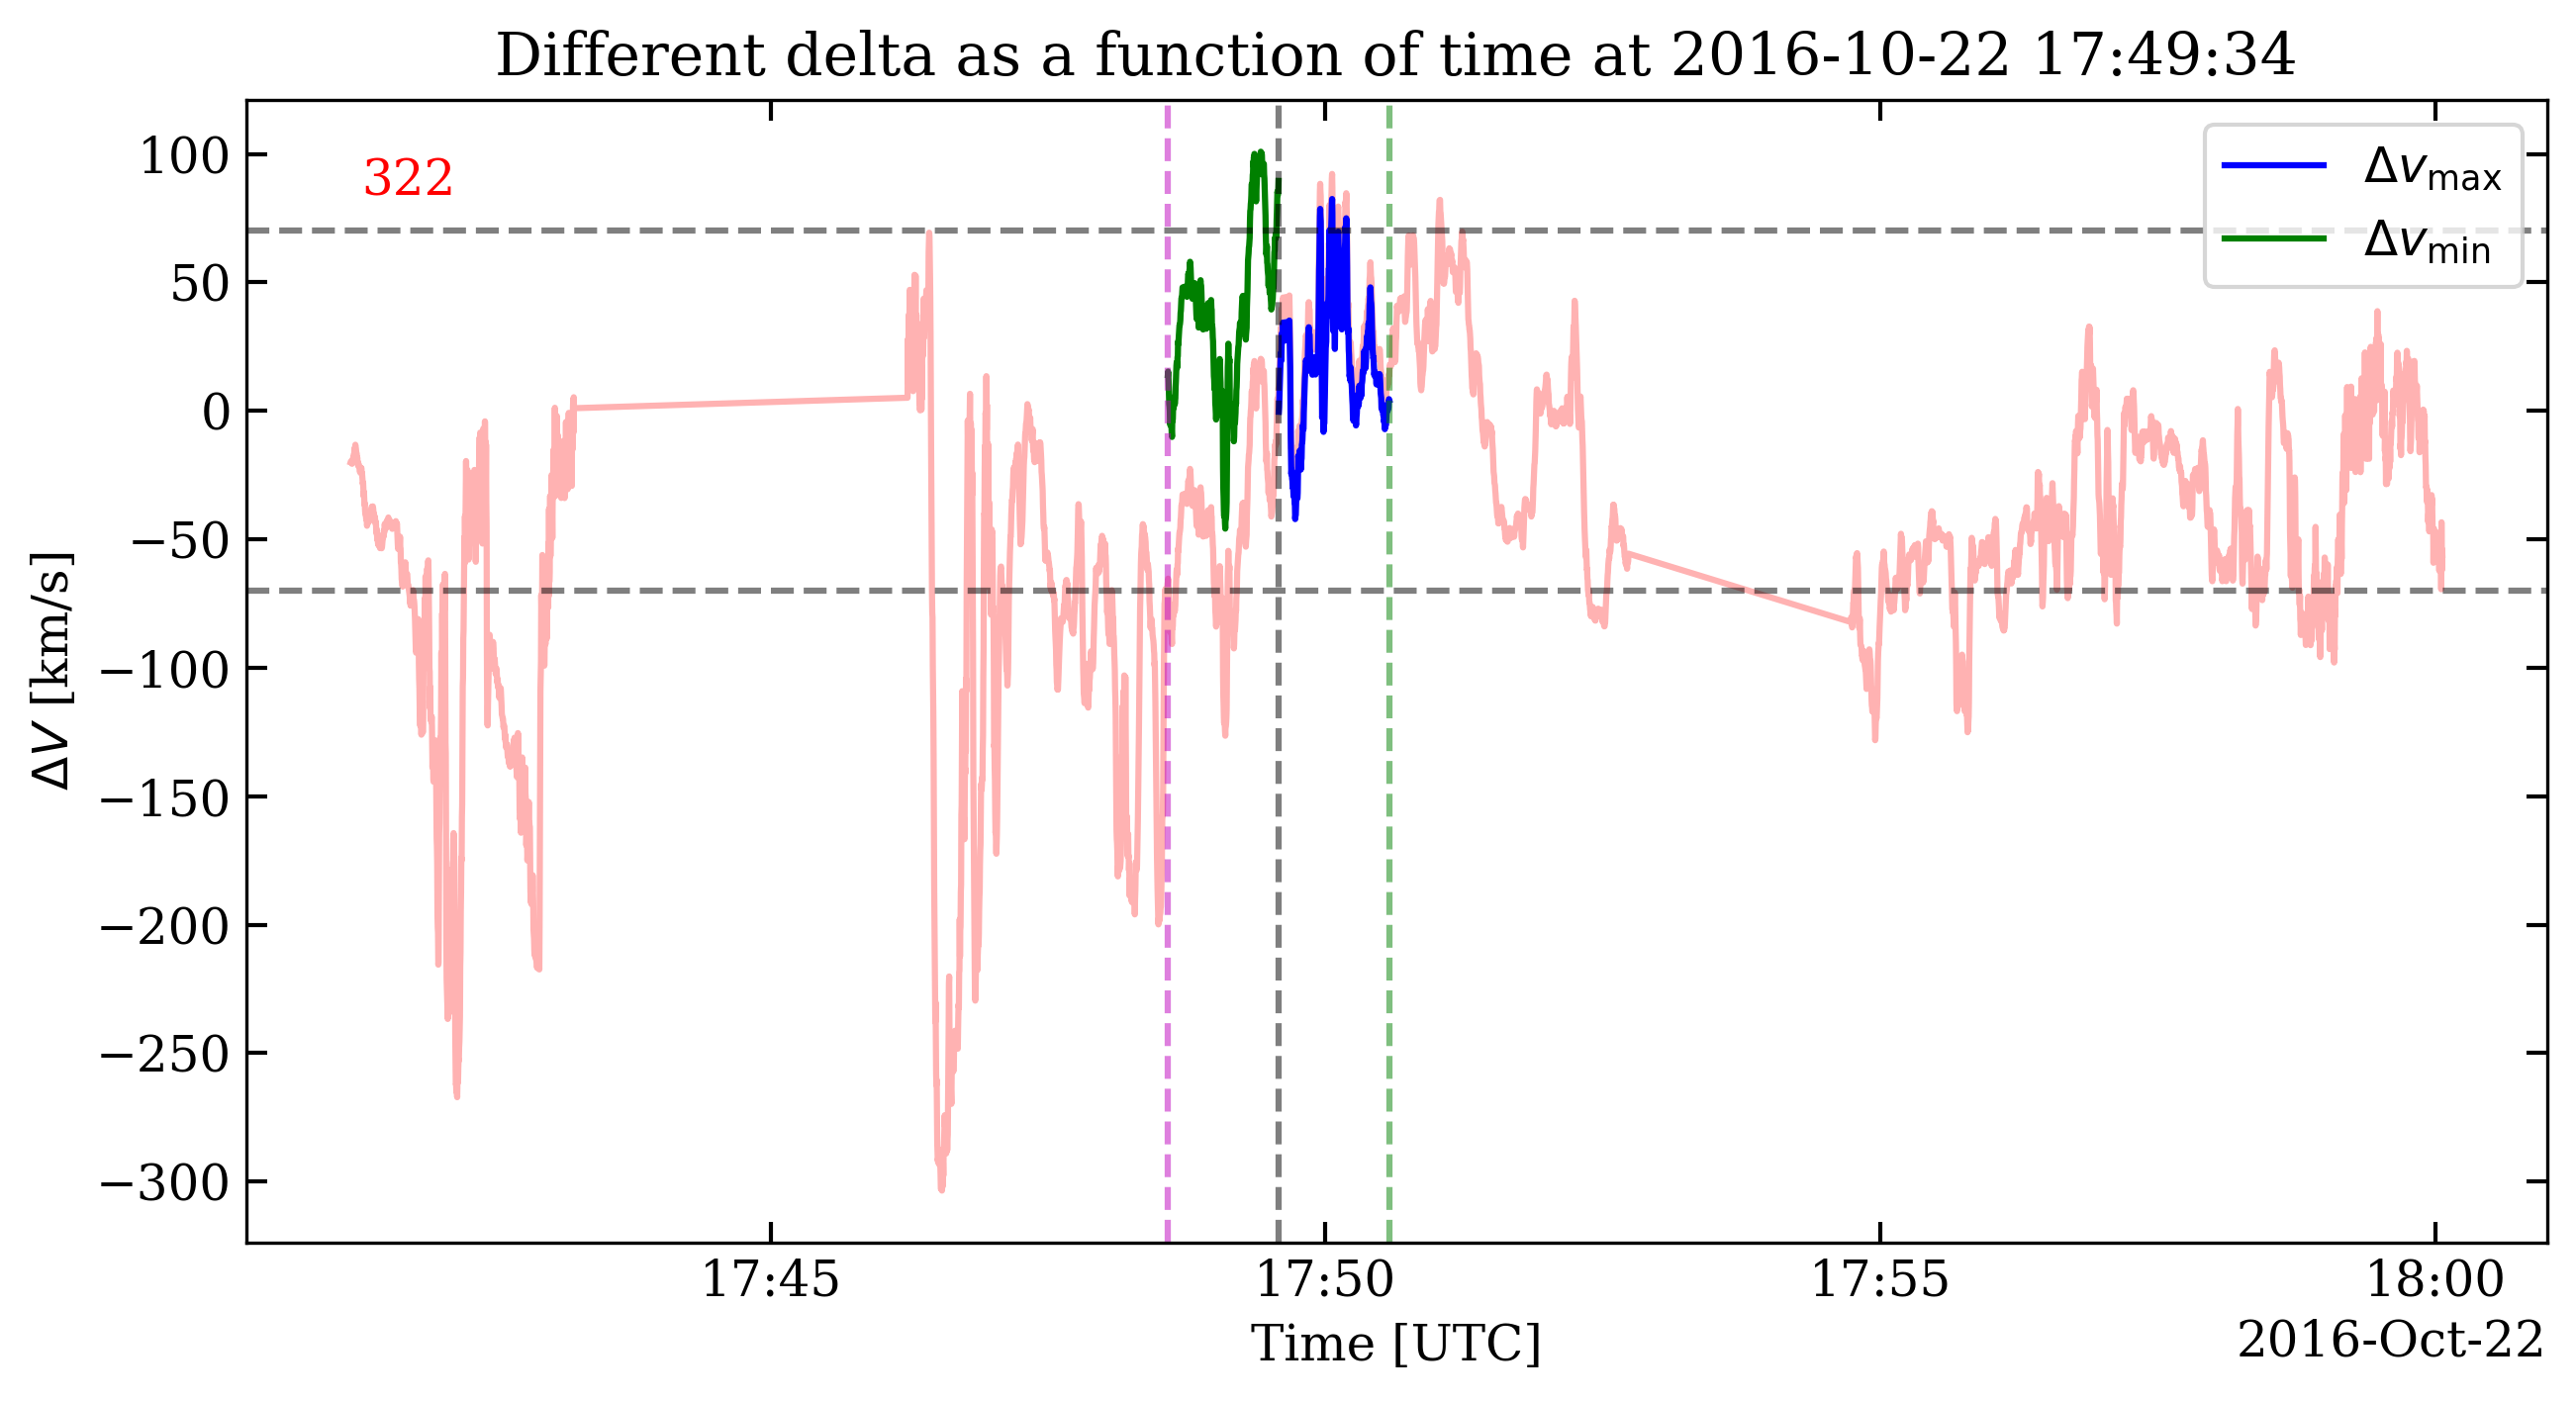 Different delta as a function of time at 2016-10-22 17:49:34
322
Δv_max
Δv_min
100
50
0
−50
−100
−150
−200
−250
−300
ΔV [km/s]
17:45 17:50 17:55 18:00
Time [UTC]
2016-Oct-22